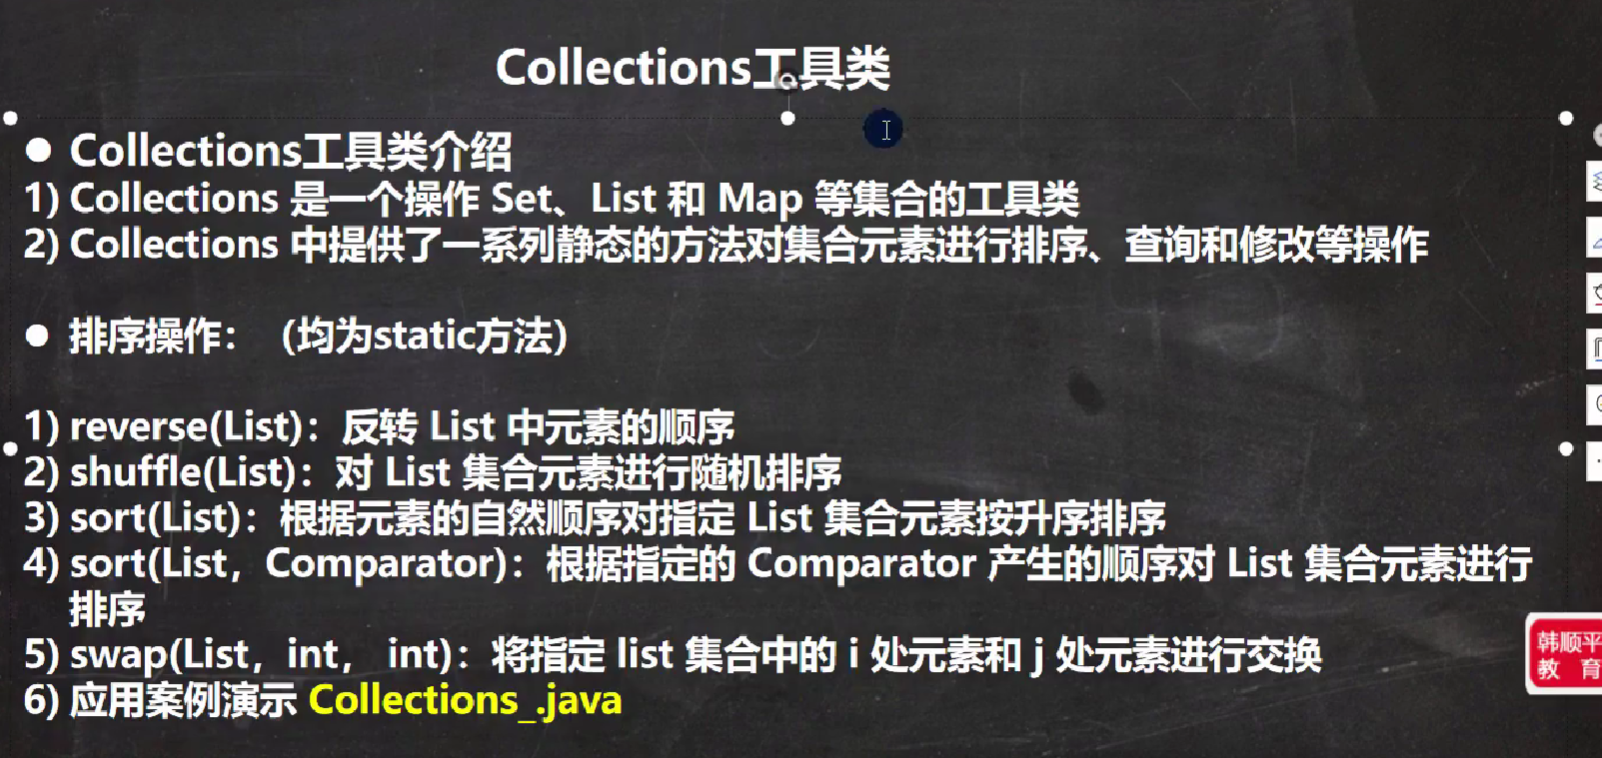 Collections工具类
● Collections工具类介绍
1) Collections 是一个操作 Set、List 和 Map 等集合的工具类
2) Collections 中提供了一系列静态的方法对集合元素进行排序、查询和修改等操作
● 排序操作：（均为static方法）
1) reverse(List)：反转 List 中元素的顺序
2) shuffle(List)：对 List 集合元素进行随机排序
3) sort(List)：根据元素的自然顺序对指定 List 集合元素按升序排序
4) sort(List，Comparator)：根据指定的 Comparator 产生的顺序对 List 集合元素进行
排序
5) swap(List，int， int)：将指定 list 集合中的 i 处元素和 j 处元素进行交换
6) 应用案例演示 Collections_.java
韩顺平
教 育